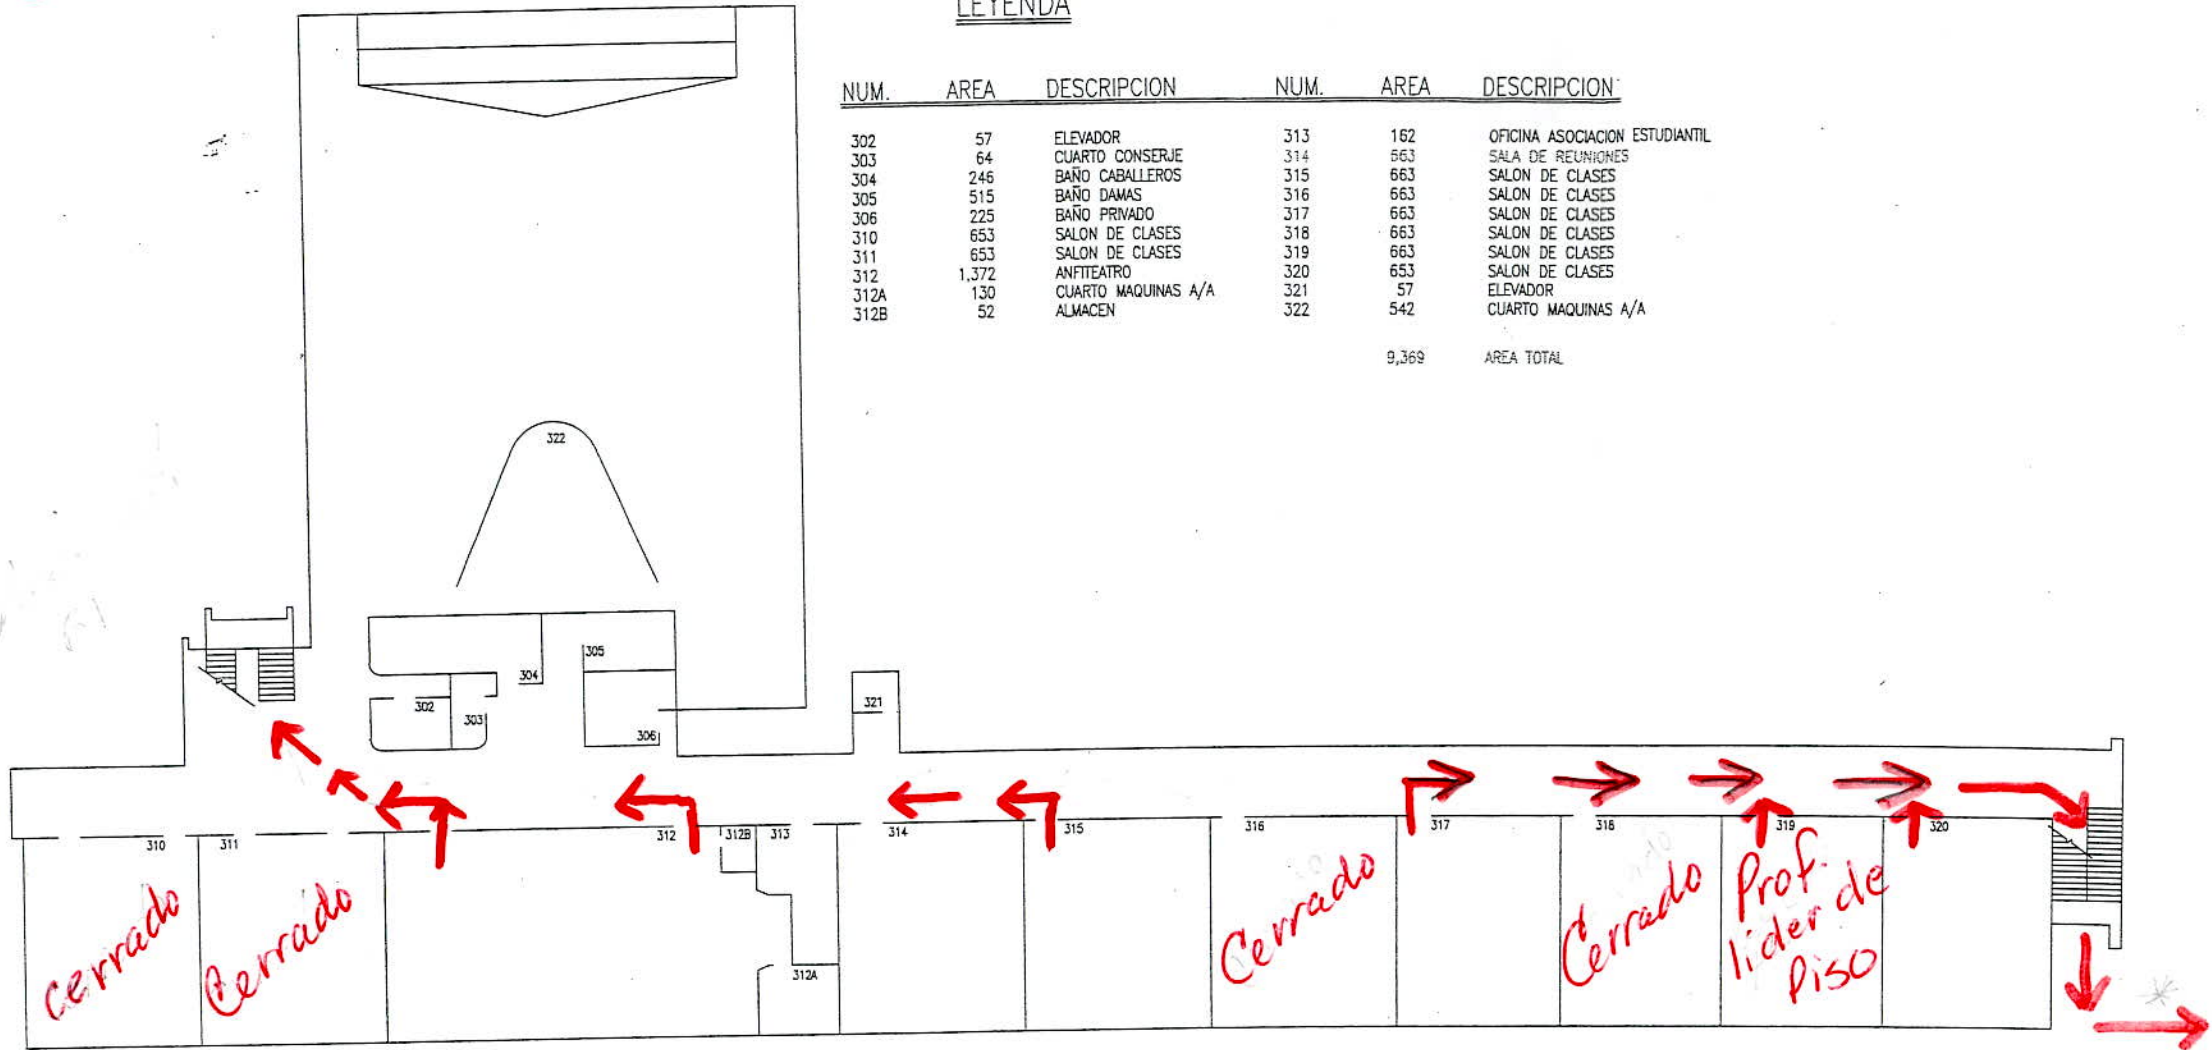 LEYENDA
NUM. AREA DESCRIPCION NUM. AREA DESCRIPCION
302 57 ELEVADOR 313 162 OFICINA ASOCIACION ESTUDIANTIL
303 64 CUARTO CONSERJE 314 563 SALA DE REUNIONES
304 246 BAÑO CABALLEROS 315 663 SALON DE CLASES
305 515 BAÑO DAMAS 316 663 SALON DE CLASES
306 225 BAÑO PRIVADO 317 663 SALON DE CLASES
310 653 SALON DE CLASES 318 663 SALON DE CLASES
311 653 SALON DE CLASES 319 663 SALON DE CLASES
312 1,372 ANFITEATRO 320 653 SALON DE CLASES
312A 130 CUARTO MAQUINAS A/A 321 57 ELEVADOR
312B 52 ALMACEN 322 542 CUARTO MAQUINAS A/A
9,369 AREA TOTAL
322
305
304
302
303
306
321
310 311 312 312B 313 314 315 316 317 318 319 320
312A
cerrado
Cerrado
Cerrado
Cerrado
Prof.
lider de
Piso